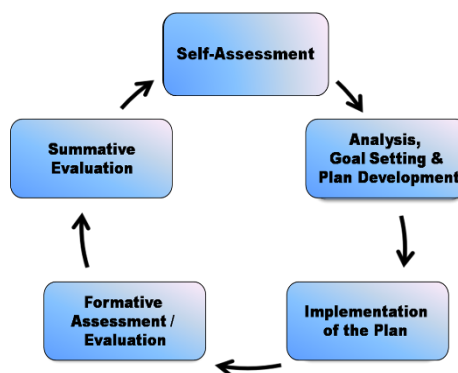 Self-Assessment
Analysis,
Goal Setting &
Plan Development
Implementation
of the Plan
Formative
Assessment /
Evaluation
Summative
Evaluation